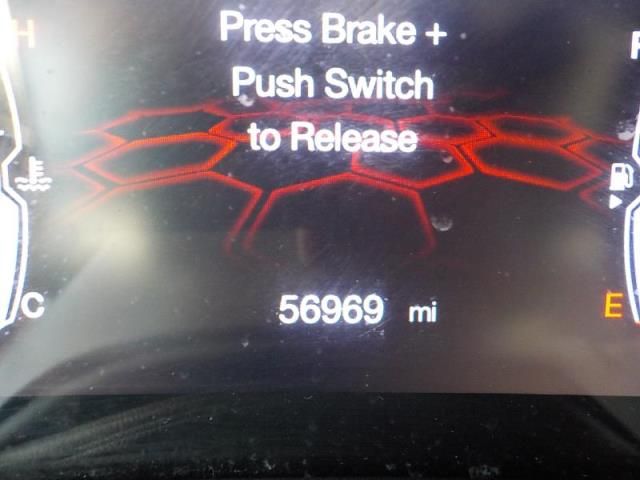 Press Brake +
Push Switch
to Release
H
F
C
56969 mi
E